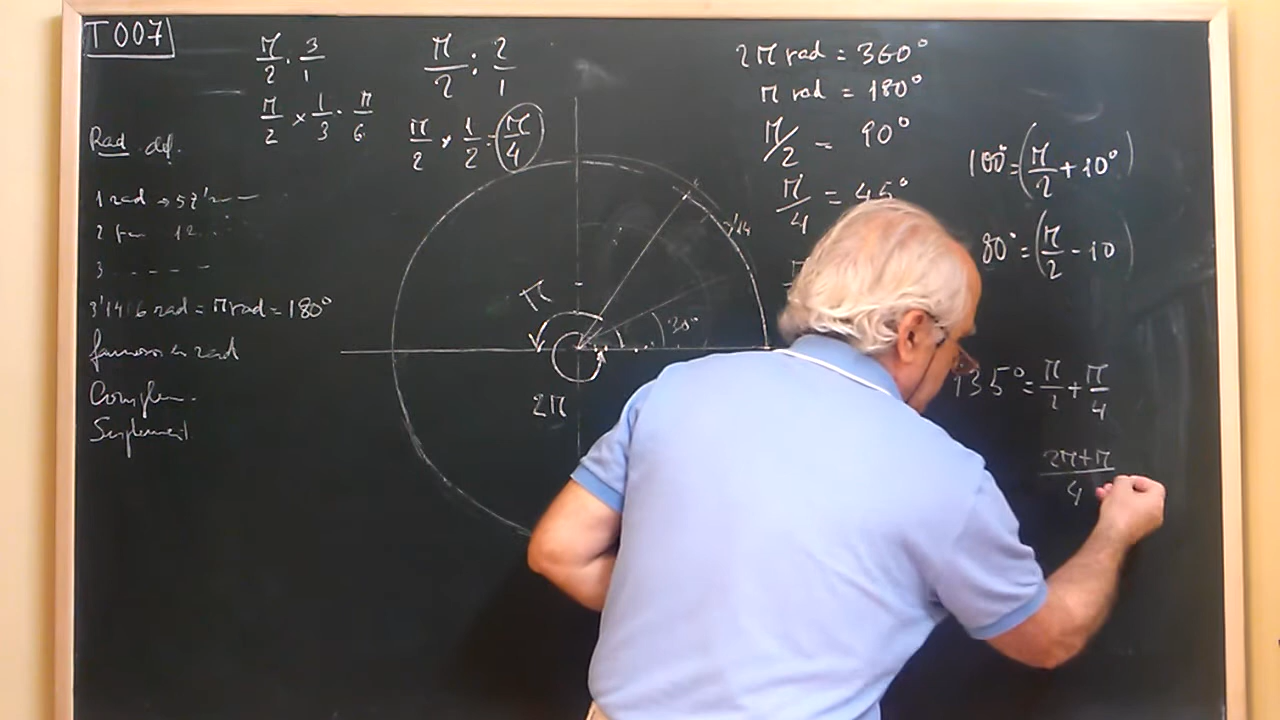 T007
π/2 : 3/1
π/2 × 1/3 = π/6
π/2 : 2/1
π/2 × 1/2 = π/4
Rad def.
1 rad → 57'
2
3 - - - - -
3'1416 rad = π rad = 180°
rad
Complem.
Suplement
π
2π
30°
2π rad = 360°
π rad = 180°
π/2 = 90°
π/4 = 45°
100° = (π/2 + 10°)
80° = (π/2 - 10)
135° = π/2 + π/4
2π+π/4